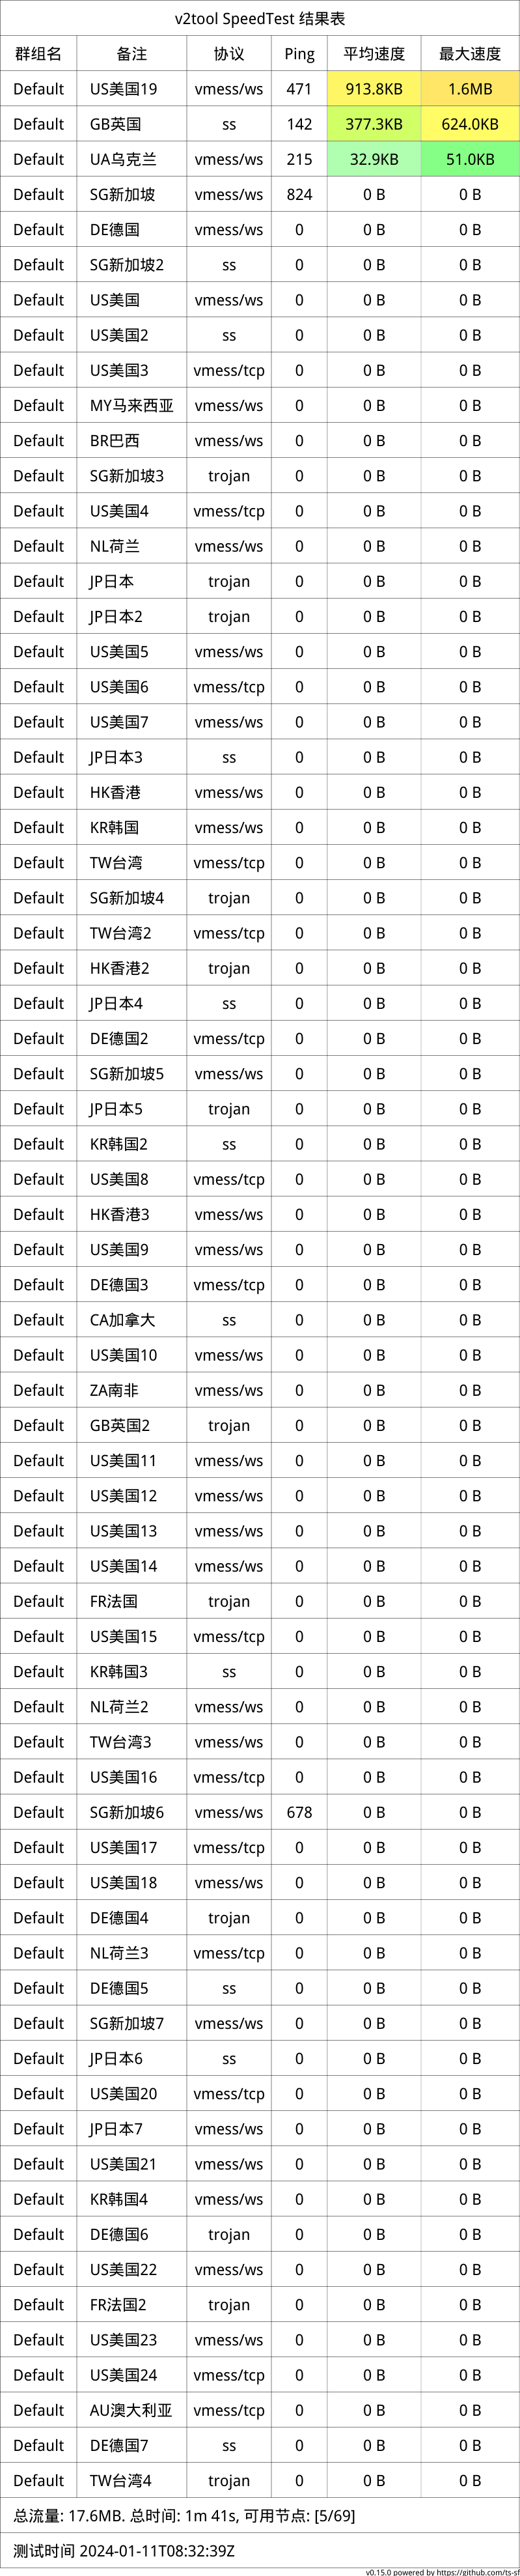 v2tool SpeedTest 结果表
群组名 备注 协议 Ping 平均速度 最大速度
Default US美国19 vmess/ws 471 913.8KB 1.6MB
Default GB英国 ss 142 377.3KB 624.0KB
Default UA乌克兰 vmess/ws 215 32.9KB 51.0KB
Default SG新加坡 vmess/ws 824 0 B 0 B
Default DE德国 vmess/ws 0 0 B 0 B
Default SG新加坡2 ss 0 0 B 0 B
Default US美国 vmess/ws 0 0 B 0 B
Default US美国2 ss 0 0 B 0 B
Default US美国3 vmess/tcp 0 0 B 0 B
Default MY马来西亚 vmess/ws 0 0 B 0 B
Default BR巴西 vmess/ws 0 0 B 0 B
Default SG新加坡3 trojan 0 0 B 0 B
Default US美国4 vmess/tcp 0 0 B 0 B
Default NL荷兰 vmess/ws 0 0 B 0 B
Default JP日本 trojan 0 0 B 0 B
Default JP日本2 trojan 0 0 B 0 B
Default US美国5 vmess/ws 0 0 B 0 B
Default US美国6 vmess/tcp 0 0 B 0 B
Default US美国7 vmess/ws 0 0 B 0 B
Default JP日本3 ss 0 0 B 0 B
Default HK香港 vmess/ws 0 0 B 0 B
Default KR韩国 vmess/ws 0 0 B 0 B
Default TW台湾 vmess/tcp 0 0 B 0 B
Default SG新加坡4 trojan 0 0 B 0 B
Default TW台湾2 vmess/tcp 0 0 B 0 B
Default HK香港2 trojan 0 0 B 0 B
Default JP日本4 ss 0 0 B 0 B
Default DE德国2 vmess/tcp 0 0 B 0 B
Default SG新加坡5 vmess/ws 0 0 B 0 B
Default JP日本5 trojan 0 0 B 0 B
Default KR韩国2 ss 0 0 B 0 B
Default US美国8 vmess/tcp 0 0 B 0 B
Default HK香港3 vmess/ws 0 0 B 0 B
Default US美国9 vmess/ws 0 0 B 0 B
Default DE德国3 vmess/tcp 0 0 B 0 B
Default CA加拿大 ss 0 0 B 0 B
Default US美国10 vmess/ws 0 0 B 0 B
Default ZA南非 vmess/ws 0 0 B 0 B
Default GB英国2 trojan 0 0 B 0 B
Default US美国11 vmess/ws 0 0 B 0 B
Default US美国12 vmess/ws 0 0 B 0 B
Default US美国13 vmess/ws 0 0 B 0 B
Default US美国14 vmess/ws 0 0 B 0 B
Default FR法国 trojan 0 0 B 0 B
Default US美国15 vmess/tcp 0 0 B 0 B
Default KR韩国3 ss 0 0 B 0 B
Default NL荷兰2 vmess/ws 0 0 B 0 B
Default TW台湾3 vmess/ws 0 0 B 0 B
Default US美国16 vmess/tcp 0 0 B 0 B
Default SG新加坡6 vmess/ws 678 0 B 0 B
Default US美国17 vmess/tcp 0 0 B 0 B
Default US美国18 vmess/ws 0 0 B 0 B
Default DE德国4 trojan 0 0 B 0 B
Default NL荷兰3 vmess/tcp 0 0 B 0 B
Default DE德国5 ss 0 0 B 0 B
Default SG新加坡7 vmess/ws 0 0 B 0 B
Default JP日本6 ss 0 0 B 0 B
Default US美国20 vmess/tcp 0 0 B 0 B
Default JP日本7 vmess/ws 0 0 B 0 B
Default US美国21 vmess/ws 0 0 B 0 B
Default KR韩国4 vmess/ws 0 0 B 0 B
Default DE德国6 trojan 0 0 B 0 B
Default US美国22 vmess/ws 0 0 B 0 B
Default FR法国2 trojan 0 0 B 0 B
Default US美国23 vmess/ws 0 0 B 0 B
Default US美国24 vmess/tcp 0 0 B 0 B
Default AU澳大利亚 vmess/tcp 0 0 B 0 B
Default DE德国7 ss 0 0 B 0 B
Default TW台湾4 trojan 0 0 B 0 B
总流量: 17.6MB. 总时间: 1m 41s, 可用节点: [5/69]
测试时间 2024-01-11T08:32:39Z
v0.15.0 powered by https://github.com/ts-sf